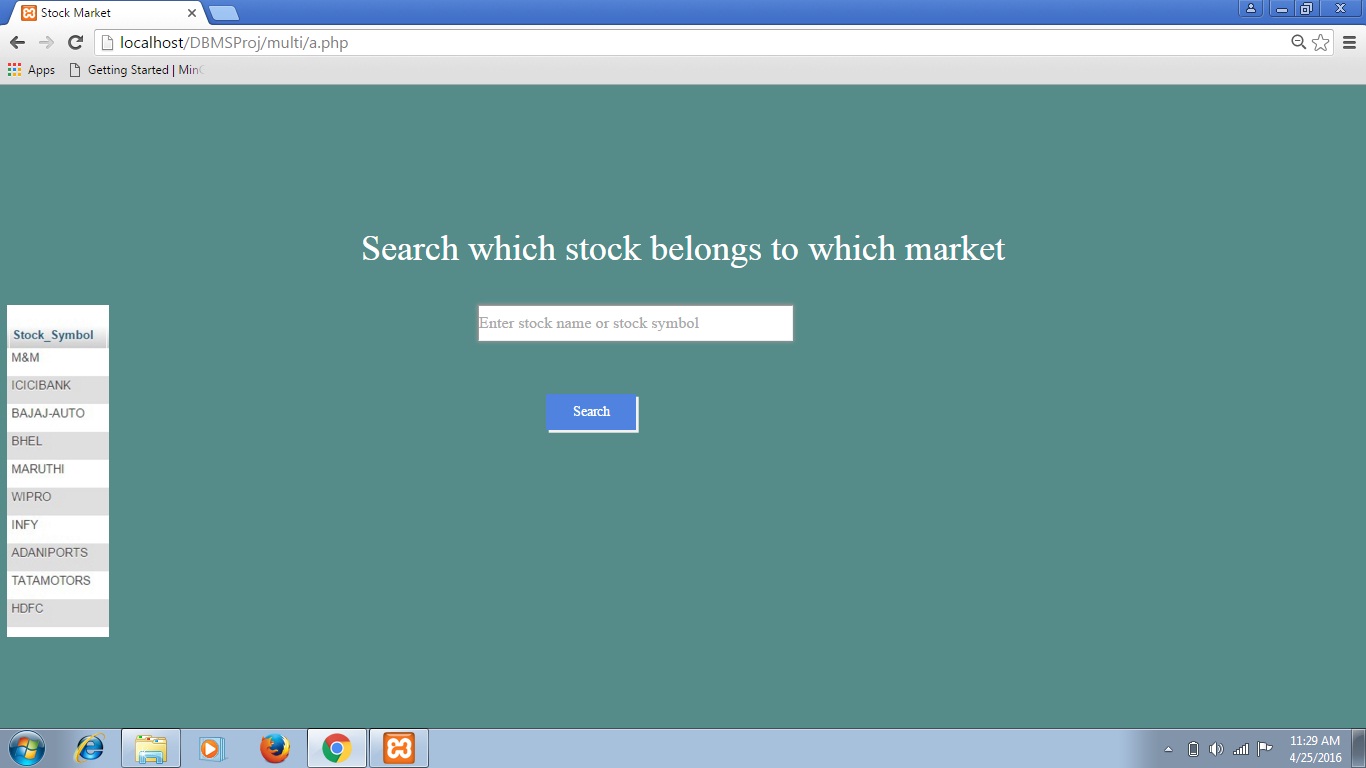 Stock Market
localhost/DBMSProj/multi/a.php
Apps Getting Started | MinG
Search which stock belongs to which market
Enter stock name or stock symbol
Search
Stock_Symbol
M&M
ICICIBANK
BAJAJ-AUTO
BHEL
MARUTHI
WIPRO
INFY
ADANIPORTS
TATAMOTORS
HDFC
11:29 AM
4/25/2016